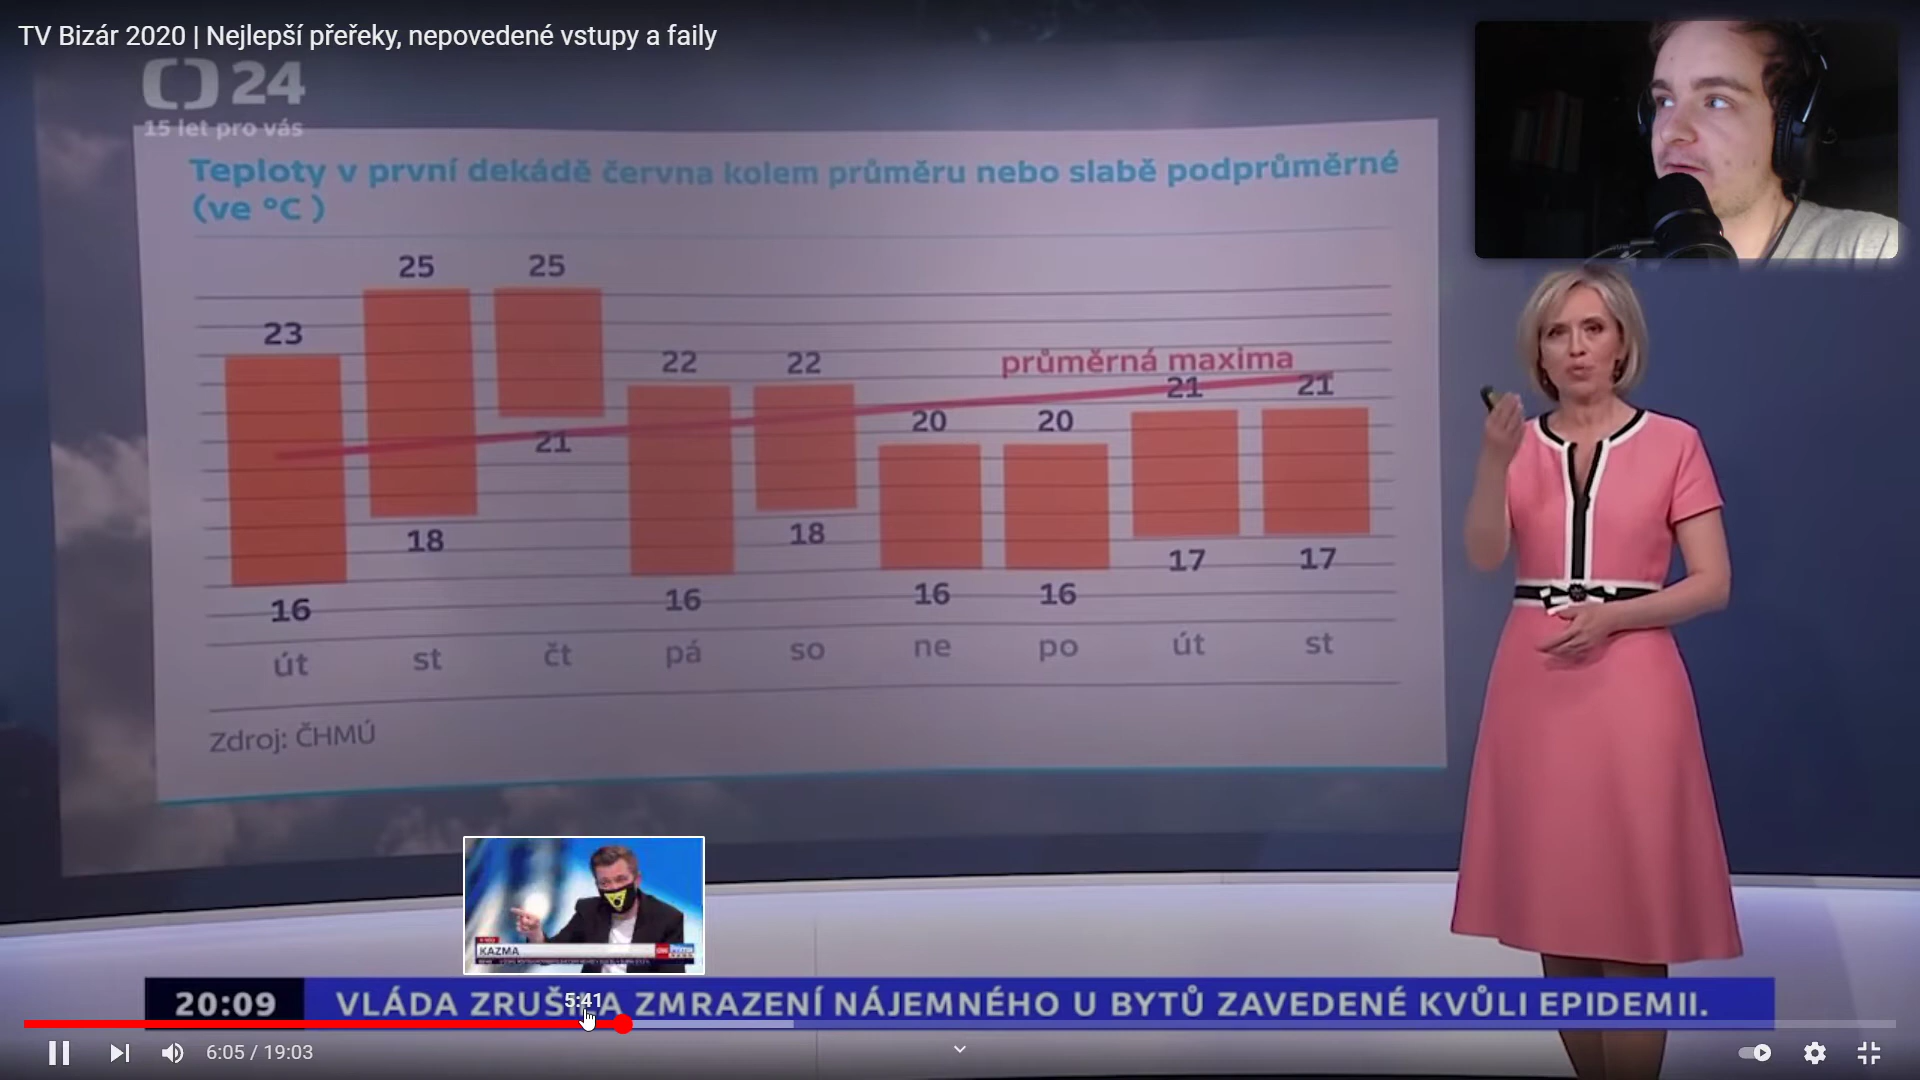 TV Bizár 2020 | Nejlepší přeřeky, nepovedené vstupy a faily
24
15 let pro vás
Teploty v první dekádě června kolem průměru nebo slabě podprůměrné
(ve °C )
25 25
23
22 22
průměrná maxima
21 21
20 20
21
18 18
17 17
16 16 16 16
út st čt pá so ne po út st
Zdroj: ČHMÚ
KAZMA
20:09 VLÁDA ZRUŠILA ZMRAZENÍ NÁJEMNÉHO U BYTŮ ZAVEDENÉ KVŮLI EPIDEMII.
5:41
6:05 / 19:03